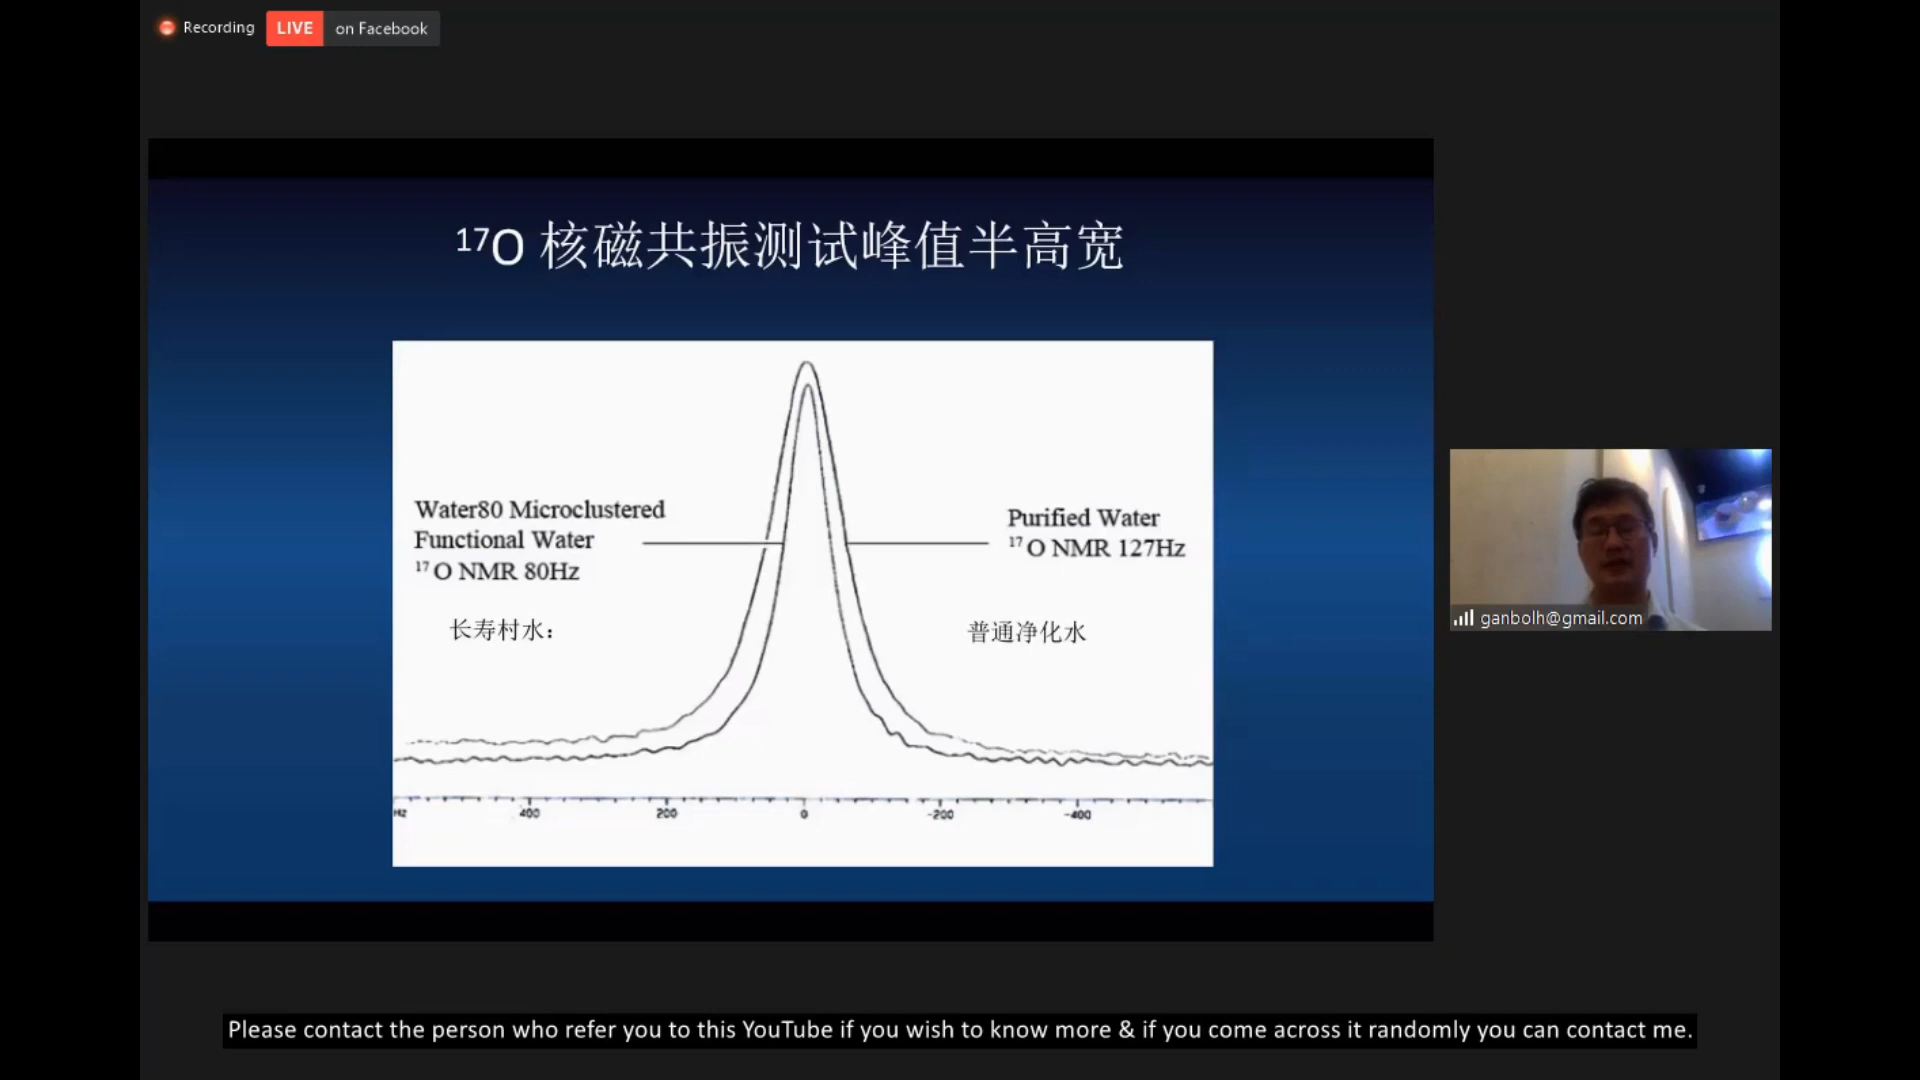 Recording
LIVE on Facebook
¹⁷O 核磁共振测试峰值半高宽
Water80 Microclustered
Functional Water
¹⁷O NMR 80Hz
长寿村水：
Purified Water
¹⁷O NMR 127Hz
普通净化水
Hz 400 200 0 -200 -400
ganbolh@gmail.com
Please contact the person who refer you to this YouTube if you wish to know more & if you come across it randomly you can contact me.